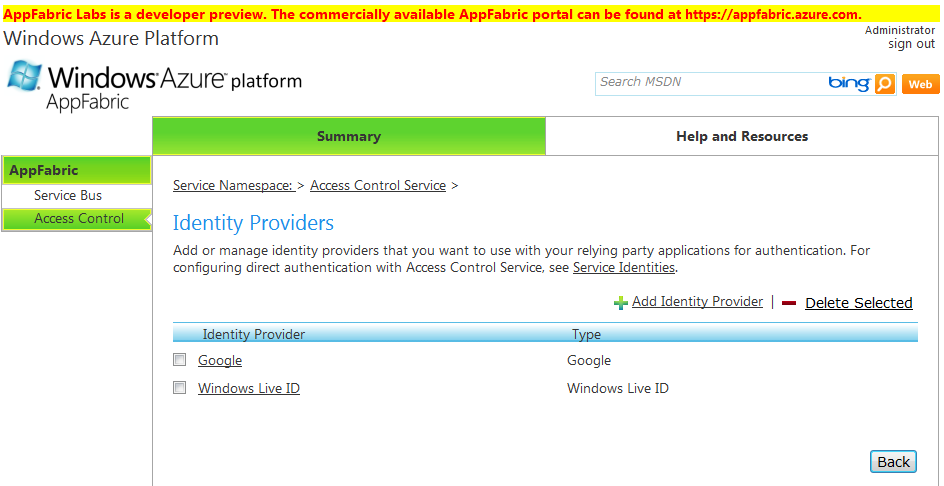 AppFabric Labs is a developer preview. The commercially available AppFabric portal can be found at https://appfabric.azure.com.
Windows Azure Platform
Administrator
sign out
Windows Azure platform
AppFabric
Search MSDN
bing
Web
Summary
Help and Resources
AppFabric
Service Bus
Access Control
Service Namespace: > Access Control Service >
Identity Providers
Add or manage identity providers that you want to use with your relying party applications for authentication. For
configuring direct authentication with Access Control Service, see Service Identities.
Add Identity Provider | Delete Selected
Identity Provider Type
Google Google
Windows Live ID Windows Live ID
Back